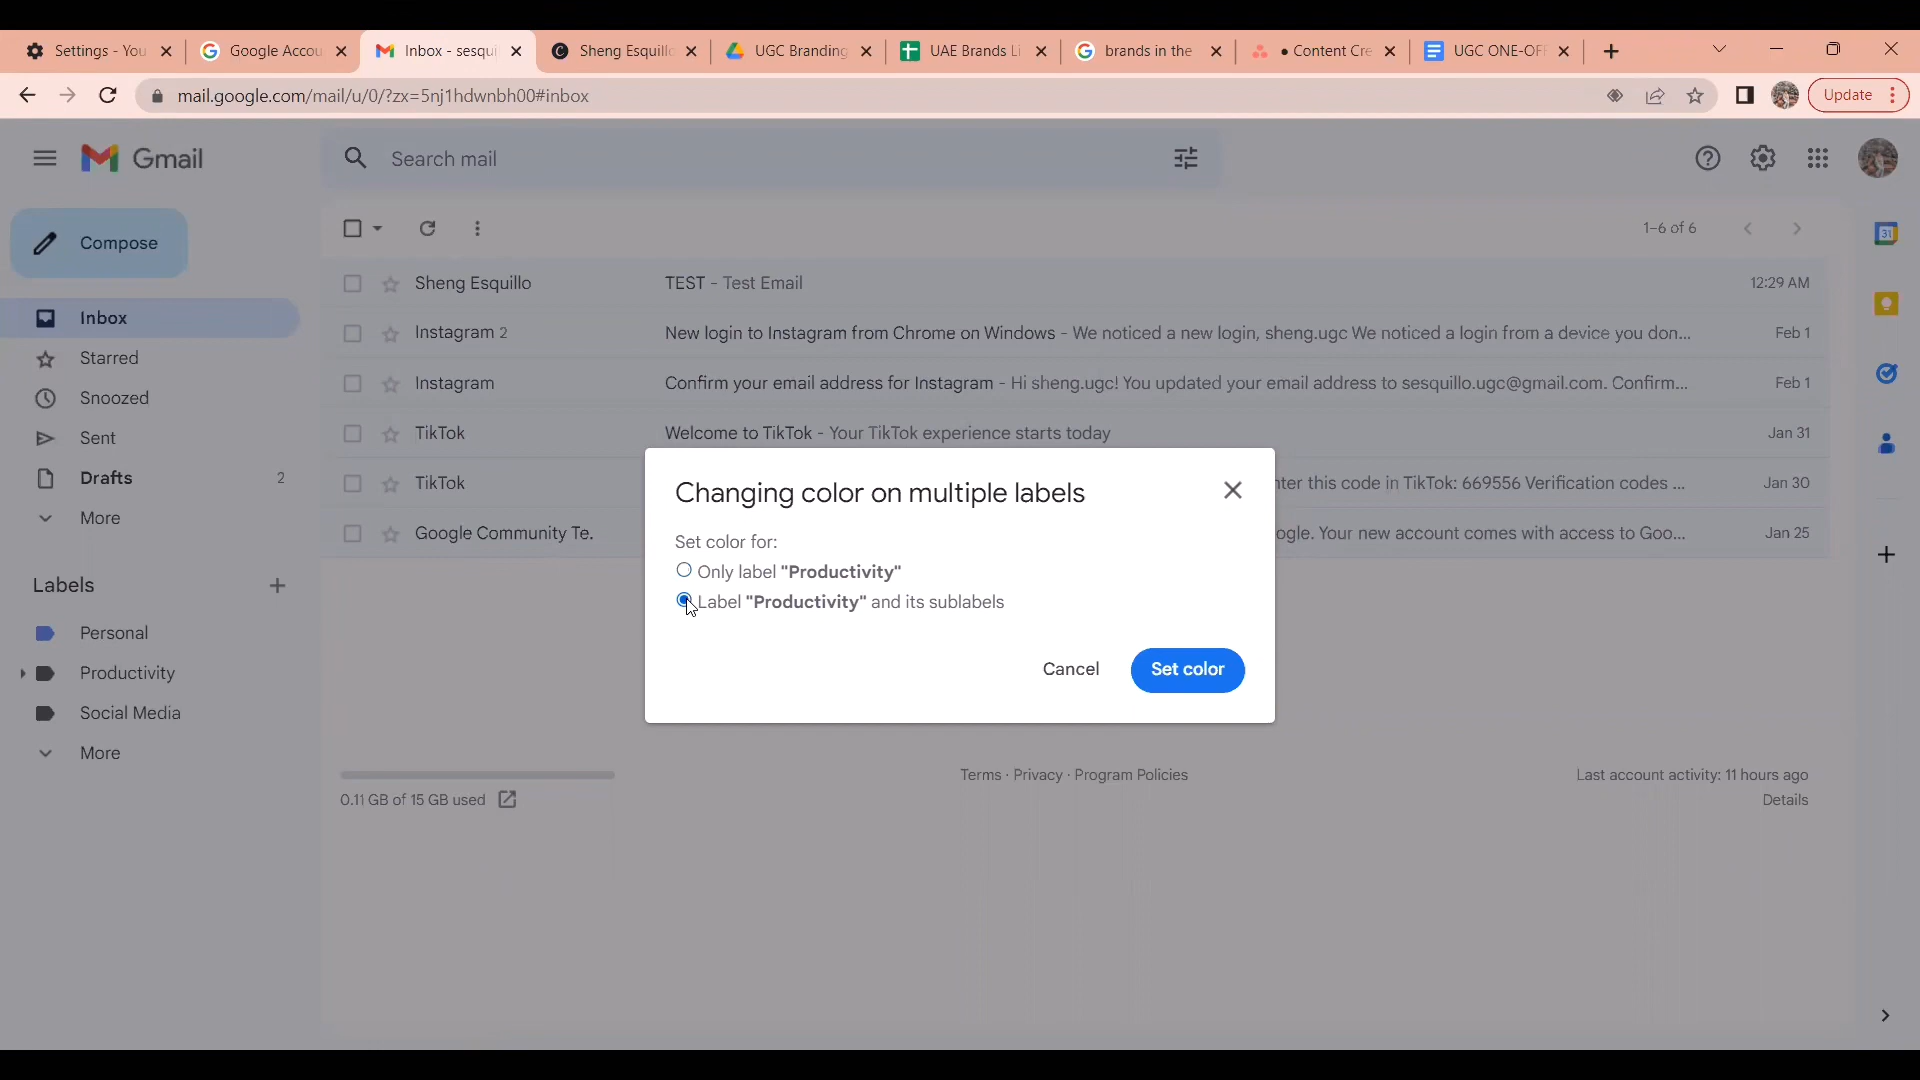 Settings - You
Google Accou
Inbox - sesqui
Sheng Esquillo
UGC Branding
UAE Brands Li
brands in the
• Content Cre
UGC ONE-OFF
mail.google.com/mail/u/0/?zx=5nj1hdwnbh00#inbox
Update
Gmail
Search mail
Compose
1–6 of 6
Inbox
Starred
Snoozed
Sent
Drafts 2
More
Labels
Personal
Productivity
Social Media
More
Sheng Esquillo TEST - Test Email 12:29 AM
Instagram 2 New login to Instagram from Chrome on Windows - We noticed a new login, sheng.ugc We noticed a login from a device you don... Feb 1
Instagram Confirm your email address for Instagram - Hi sheng.ugc! You updated your email address to sesquillo.ugc@gmail.com. Confirm... Feb 1
TikTok Welcome to TikTok - Your TikTok experience starts today Jan 31
TikTok nter this code in TikTok: 669556 Verification codes ... Jan 30
Google Community Te. ogle. Your new account comes with access to Goo... Jan 25
Changing color on multiple labels
Set color for:
Only label "Productivity"
Label "Productivity" and its sublabels
Cancel
Set color
0.11 GB of 15 GB used
Terms · Privacy · Program Policies
Last account activity: 11 hours ago
Details
31